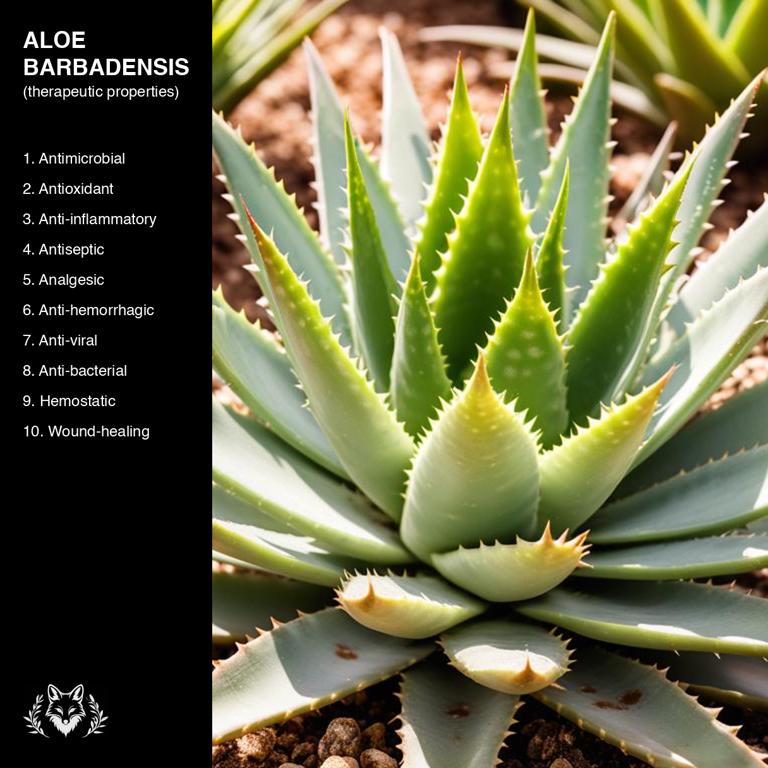 ALOE
BARBADENSIS
(therapeutic properties)
1. Antimicrobial
2. Antioxidant
3. Anti-inflammatory
4. Antiseptic
5. Analgesic
6. Anti-hemorrhagic
7. Anti-viral
8. Anti-bacterial
9. Hemostatic
10. Wound-healing